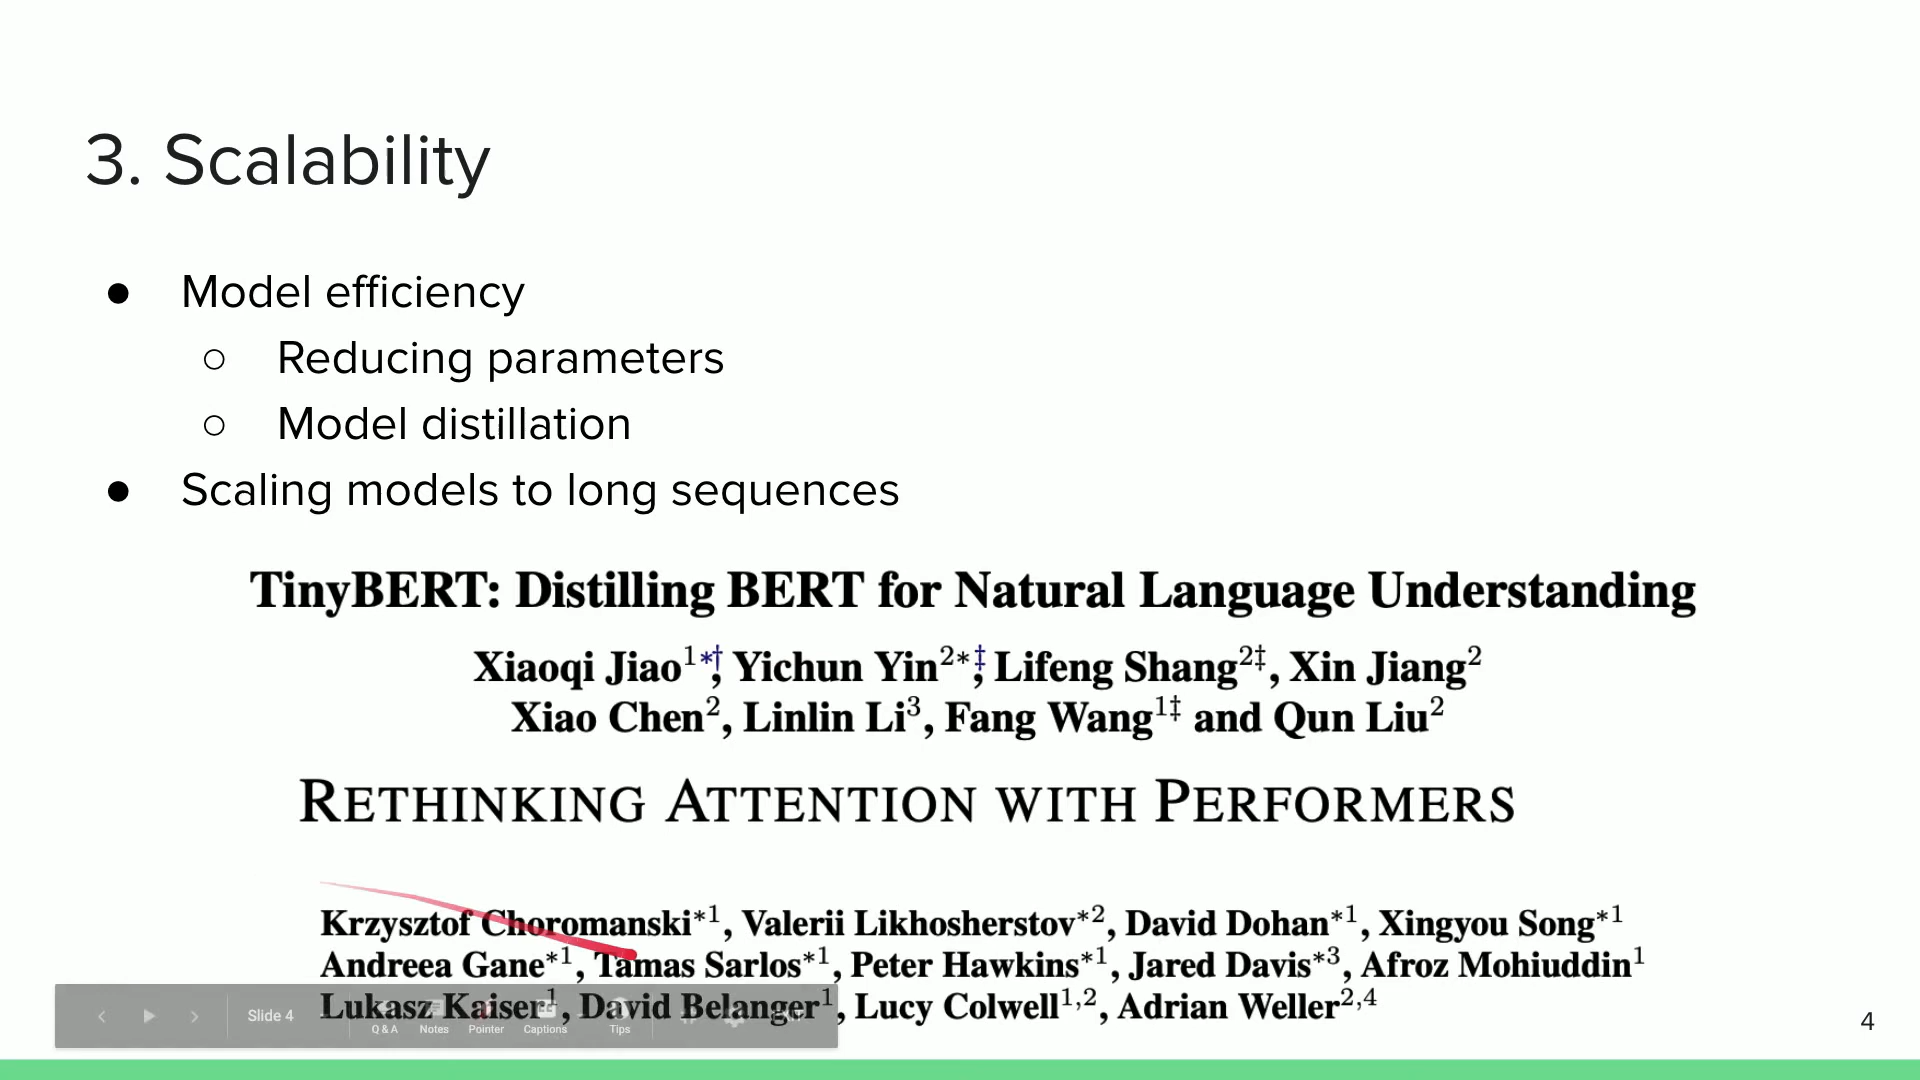 3. Scalability
● Model efficiency
○ Reducing parameters
○ Model distillation
● Scaling models to long sequences
TinyBERT: Distilling BERT for Natural Language Understanding
Xiaoqi Jiao1*†, Yichun Yin2*‡, Lifeng Shang2‡, Xin Jiang2
Xiao Chen2, Linlin Li3, Fang Wang1‡ and Qun Liu2
RETHINKING ATTENTION WITH PERFORMERS
Krzysztof Choromanski*1, Valerii Likhosherstov*2, David Dohan*1, Xingyou Song*1
Andreea Gane*1, Tamas Sarlos*1, Peter Hawkins*1, Jared Davis*3, Afroz Mohiuddin1
Lukasz Kaiser1, David Belanger1, Lucy Colwell1,2, Adrian Weller2,4
Slide 4
Q & A Notes Pointer Captions Tips
4